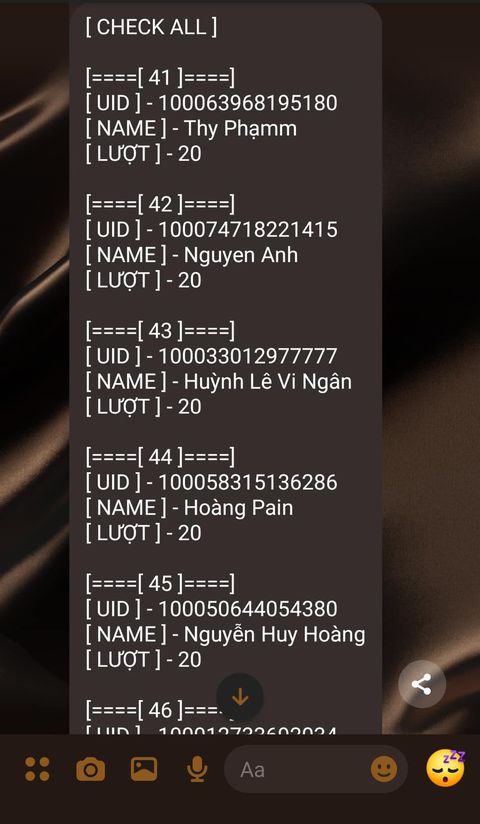 [ CHECK ALL ]
[====[ 41 ]====]
[ UID ] - 100063968195180
[ NAME ] - Thy Phạmm
[ LƯỢT ] - 20
[====[ 42 ]====]
[ UID ] - 100074718221415
[ NAME ] - Nguyen Anh
[ LƯỢT ] - 20
[====[ 43 ]====]
[ UID ] - 100033012977777
[ NAME ] - Huỳnh Lê Vi Ngân
[ LƯỢT ] - 20
[====[ 44 ]====]
[ UID ] - 100058315136286
[ NAME ] - Hoàng Pain
[ LƯỢT ] - 20
[====[ 45 ]====]
[ UID ] - 100050644054380
[ NAME ] - Nguyễn Huy Hoàng
[ LƯỢT ] - 20
[====[ 46 ]====]
[ UID ] -
Aa